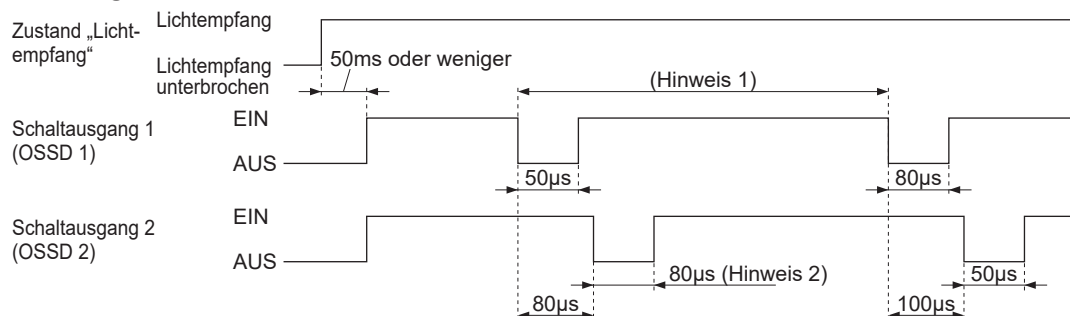 Zustand „Licht-
empfang“
Lichtempfang
Lichtempfang
unterbrochen
50ms oder weniger
(Hinweis 1)
Schaltausgang 1
(OSSD 1)
EIN
AUS
50µs
80µs
Schaltausgang 2
(OSSD 2)
EIN
AUS
80µs (Hinweis 2)
50µs
80µs
100µs